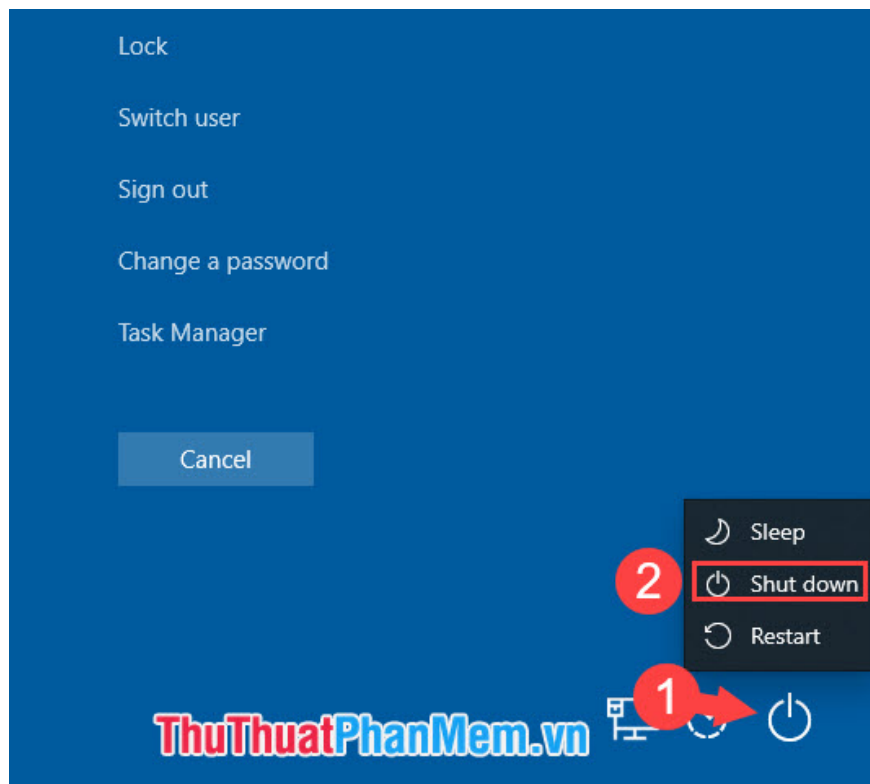 Lock
Switch user
Sign out
Change a password
Task Manager
Cancel
Sleep
2
Shut down
Restart
1
ThuThuatPhanMem.vn